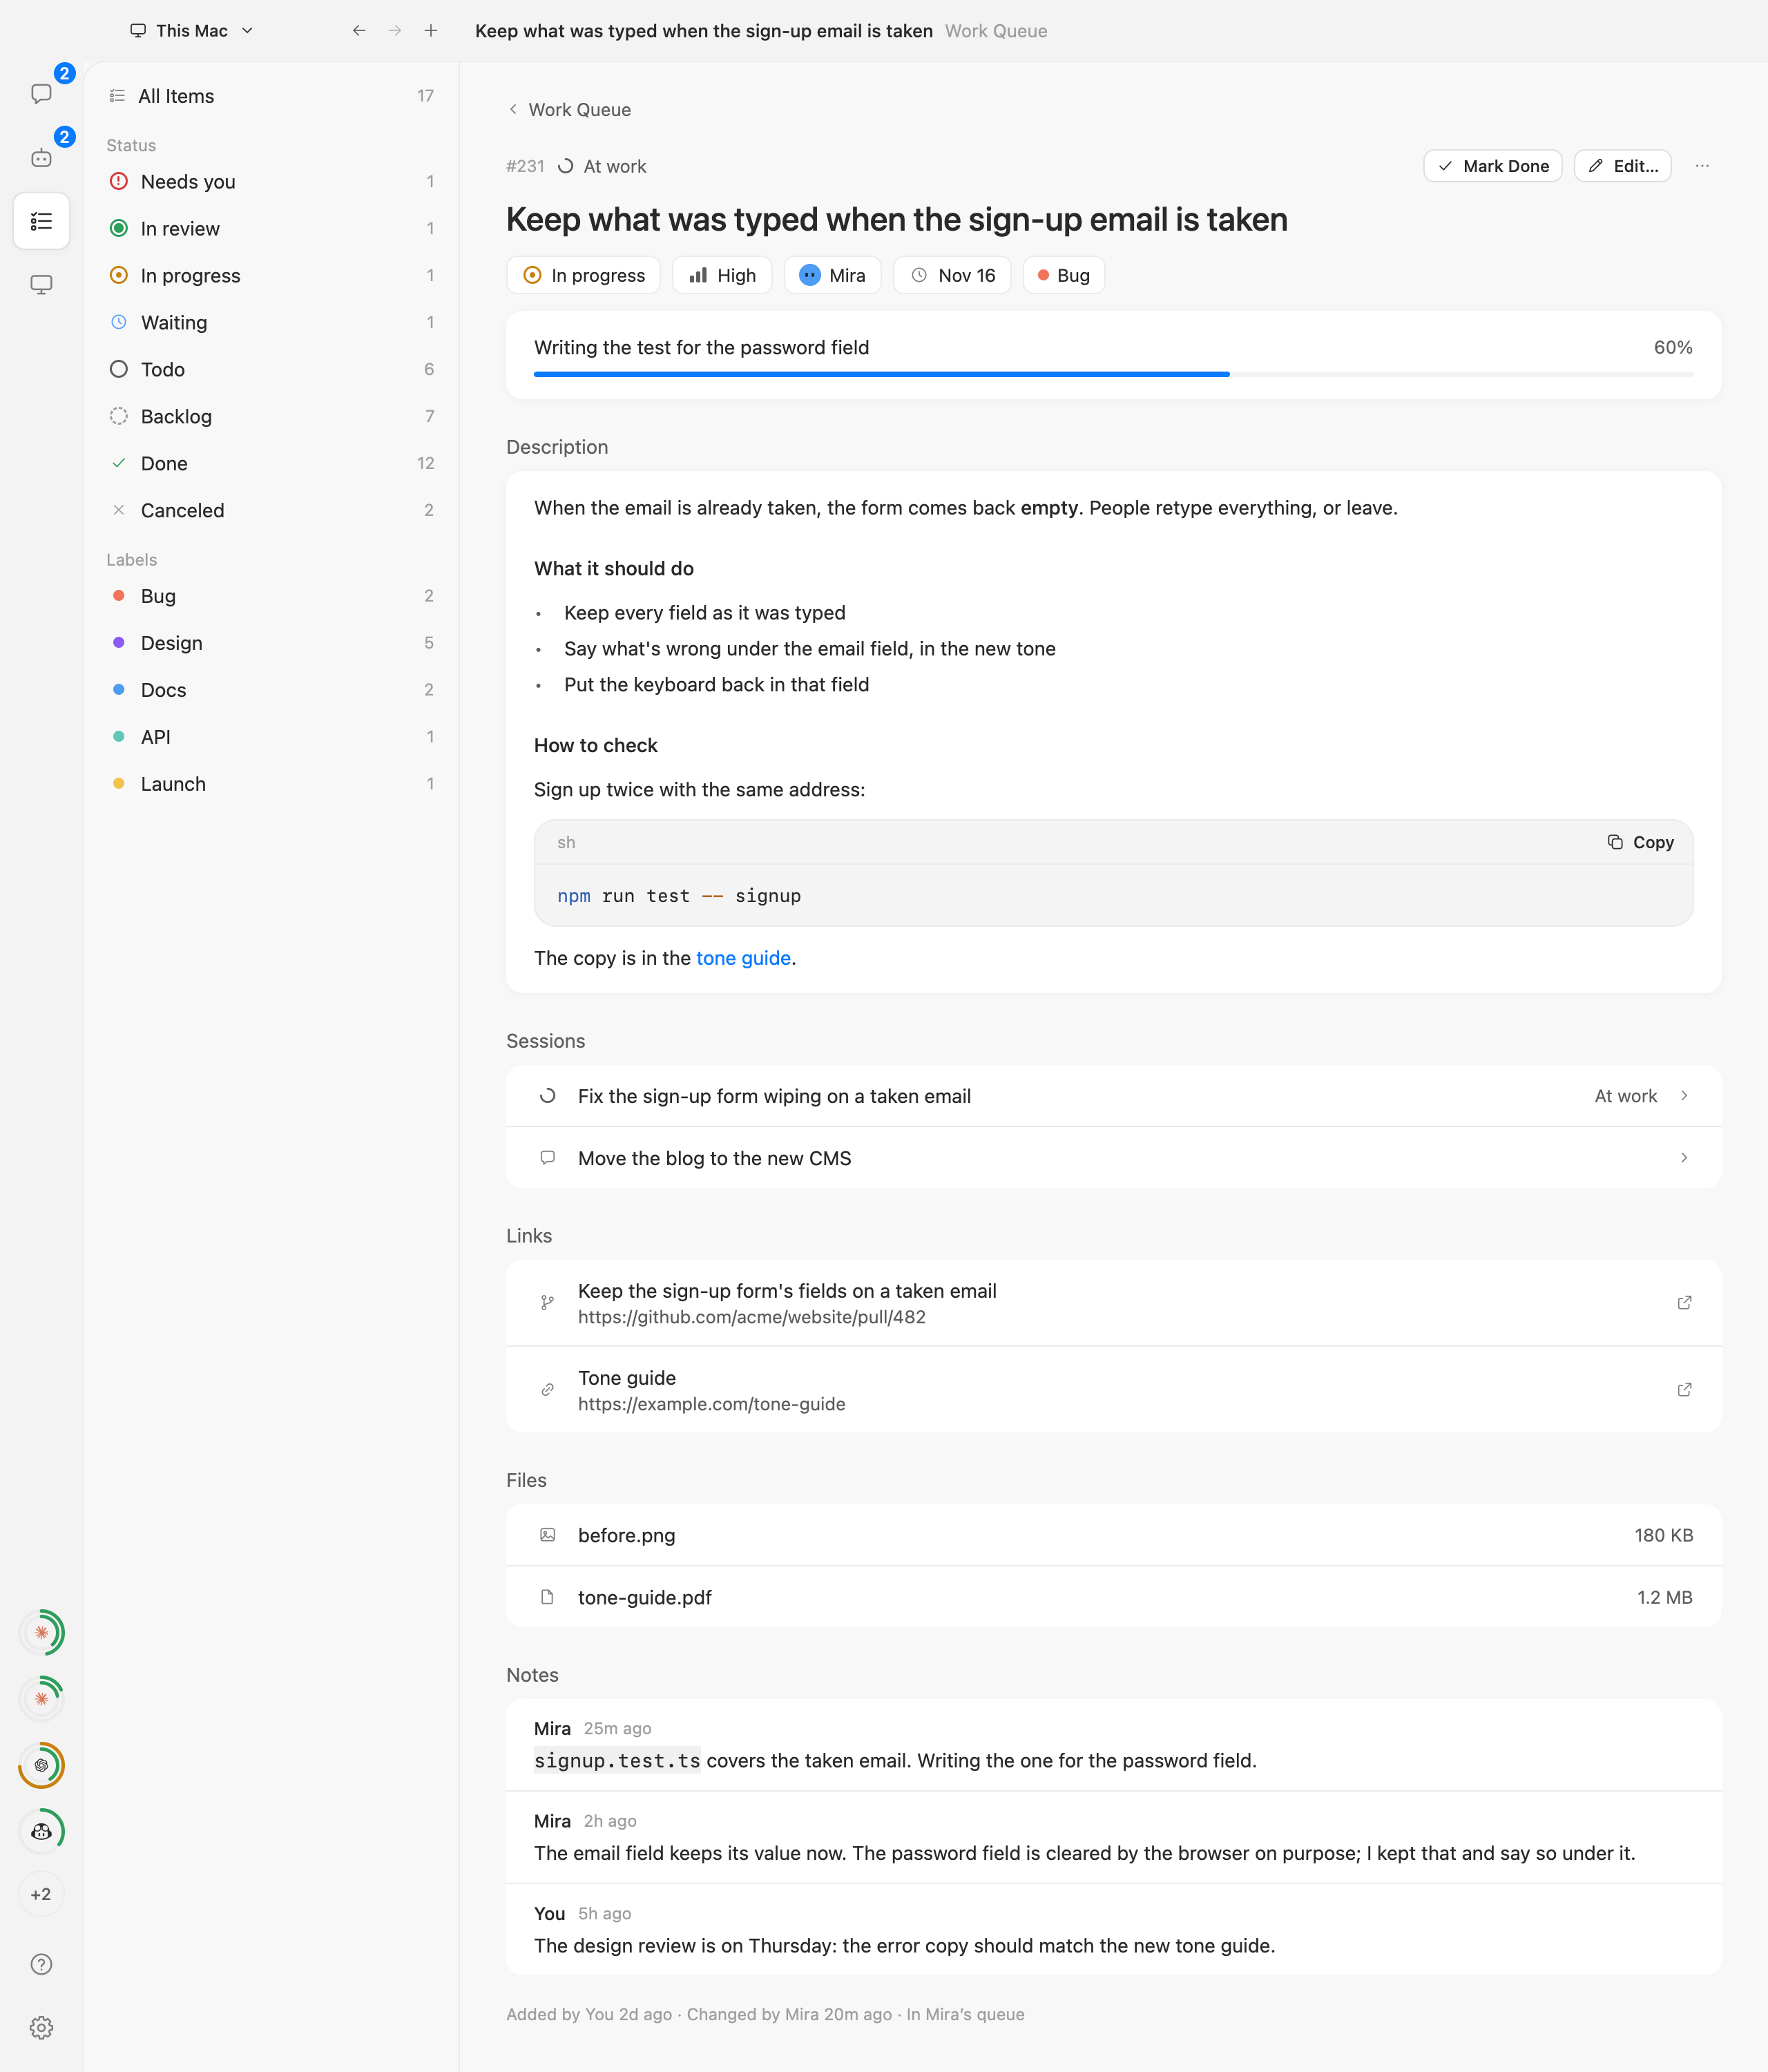 This Mac
Keep what was typed when the sign-up email is taken Work Queue
2
2
All Items 17
Status
Needs you 1
In review 1
In progress 1
Waiting 1
Todo 6
Backlog 7
Done 12
Canceled 2
Labels
Bug 2
Design 5
Docs 2
API 1
Launch 1
+2
Work Queue
#231 At work
Mark Done
Edit...
Keep what was typed when the sign-up email is taken
In progress High Mira Nov 16 Bug
Writing the test for the password field 60%
Description
When the email is already taken, the form comes back empty. People retype everything, or leave.
What it should do
• Keep every field as it was typed
• Say what's wrong under the email field, in the new tone
• Put the keyboard back in that field
How to check
Sign up twice with the same address:
sh Copy
npm run test -- signup
The copy is in the tone guide.
Sessions
Fix the sign-up form wiping on a taken email At work
Move the blog to the new CMS
Links
Keep the sign-up form's fields on a taken email
https://github.com/acme/website/pull/482
Tone guide
https://example.com/tone-guide
Files
before.png 180 KB
tone-guide.pdf 1.2 MB
Notes
Mira 25m ago
signup.test.ts covers the taken email. Writing the one for the password field.
Mira 2h ago
The email field keeps its value now. The password field is cleared by the browser on purpose; I kept that and say so under it.
You 5h ago
The design review is on Thursday: the error copy should match the new tone guide.
Added by You 2d ago · Changed by Mira 20m ago · In Mira’s queue